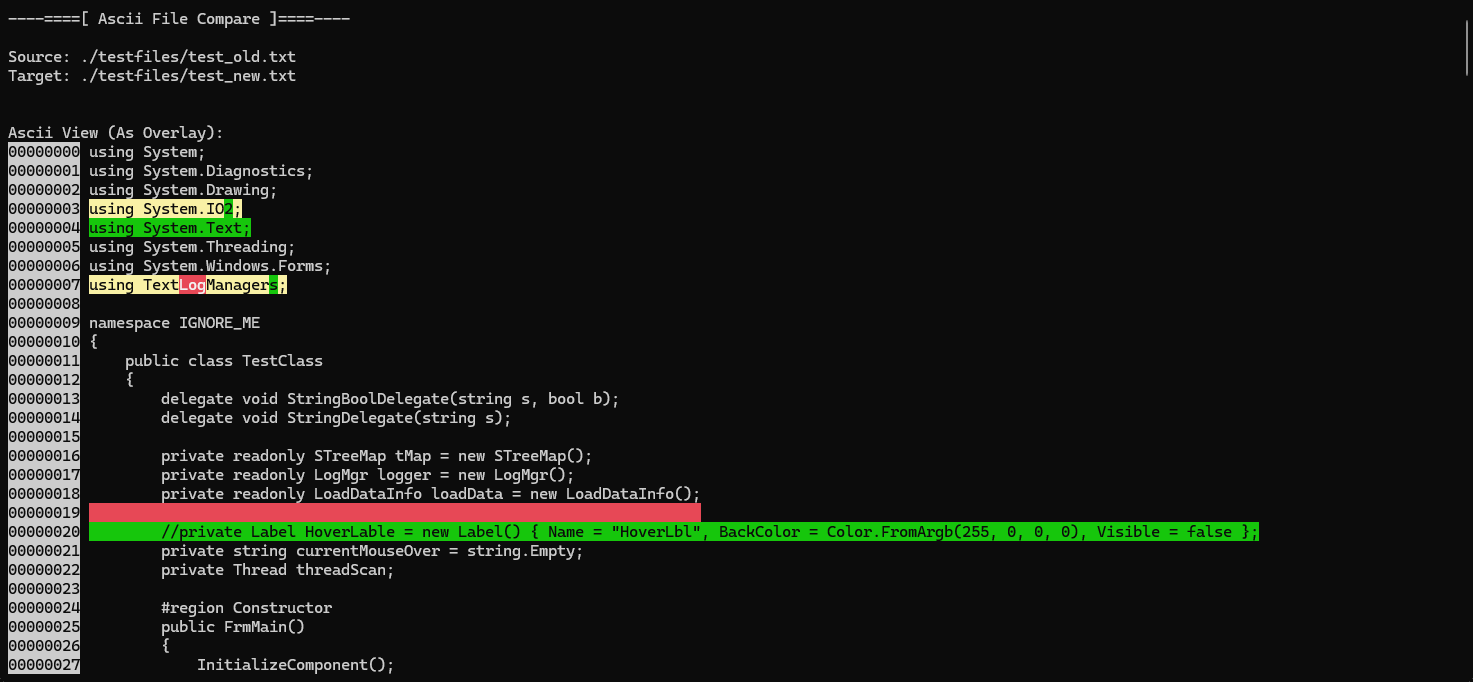 ----====[ Ascii File Compare ]====----
Source: ./testfiles/test_old.txt
Target: ./testfiles/test_new.txt
Ascii View (As Overlay):
00000000 using System;
00000001 using System.Diagnostics;
00000002 using System.Drawing;
00000003 using System.IO2;
00000004 using System.Text;
00000005 using System.Threading;
00000006 using System.Windows.Forms;
00000007 using TextLogManagers;
00000008
00000009 namespace IGNORE_ME
00000010 {
00000011     public class TestClass
00000012     {
00000013         delegate void StringBoolDelegate(string s, bool b);
00000014         delegate void StringDelegate(string s);
00000015
00000016         private readonly STreeMap tMap = new STreeMap();
00000017         private readonly LogMgr logger = new LogMgr();
00000018         private readonly LoadDataInfo loadData = new LoadDataInfo();
00000019
00000020         //private Label HoverLable = new Label() { Name = "HoverLbl", BackColor = Color.FromArgb(255, 0, 0, 0), Visible = false };
00000021         private string currentMouseOver = string.Empty;
00000022         private Thread threadScan;
00000023
00000024         #region Constructor
00000025         public FrmMain()
00000026         {
00000027             InitializeComponent();